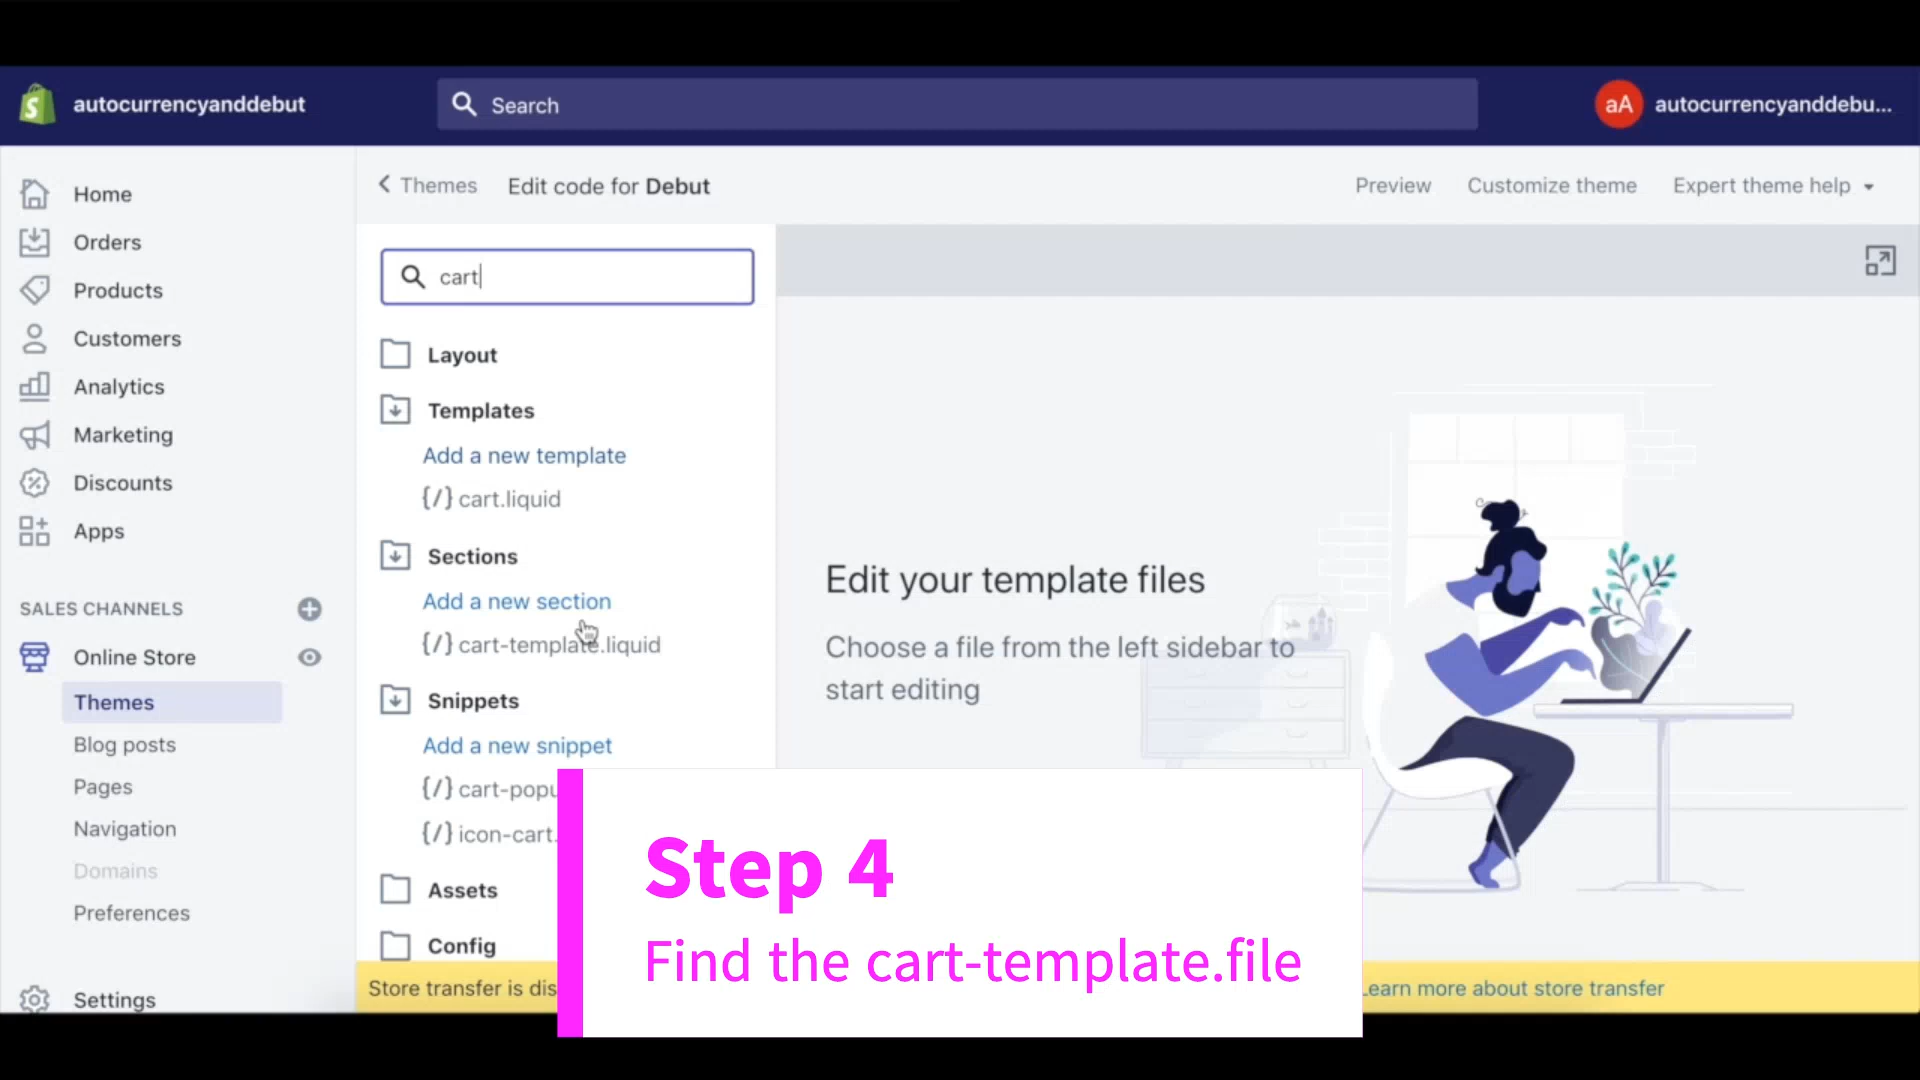 autocurrencyanddebut
Search
aA
autocurrencyanddebu...
Home
Orders
Products
Customers
Analytics
Marketing
Discounts
Apps
SALES CHANNELS
Online Store
Themes
Blog posts
Pages
Navigation
Domains
Preferences
Settings
Themes
Edit code for Debut
Preview
Customize theme
Expert theme help
cart
Layout
Templates
Add a new template
{/} cart.liquid
Sections
Add a new section
{/} cart-template.liquid
Snippets
Add a new snippet
{/} cart-popu
{/} icon-cart.
Assets
Config
Edit your template files
Choose a file from the left sidebar to
start editing
Store transfer is dis
Learn more about store transfer
Step 4
Find the cart-template.file